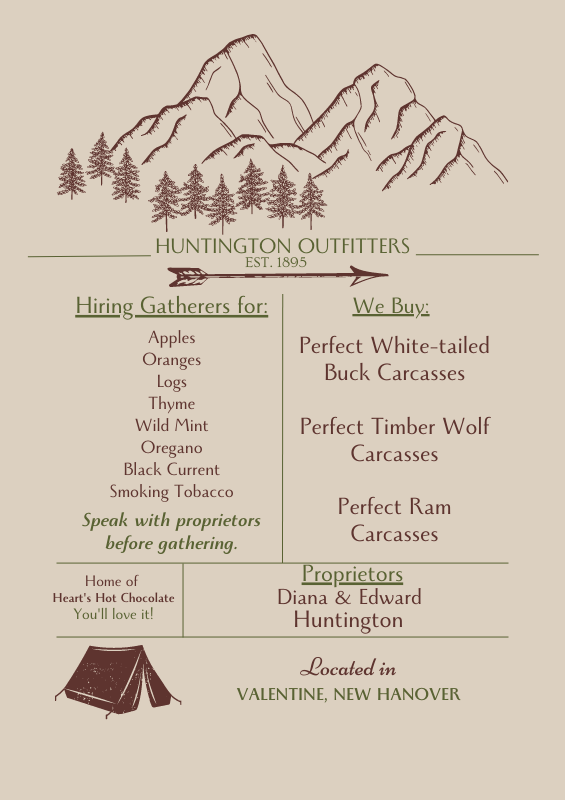 HUNTINGTON OUTFITTERS
EST. 1895
Hiring Gatherers for:
Apples
Oranges
Logs
Thyme
Wild Mint
Oregano
Black Current
Smoking Tobacco
Speak with proprietors
before gathering.
We Buy:
Perfect White-tailed
Buck Carcasses
Perfect Timber Wolf
Carcasses
Perfect Ram
Carcasses
Home of
Heart's Hot Chocolate
You'll love it!
Proprietors
Diana & Edward
Huntington
Located in
VALENTINE, NEW HANOVER